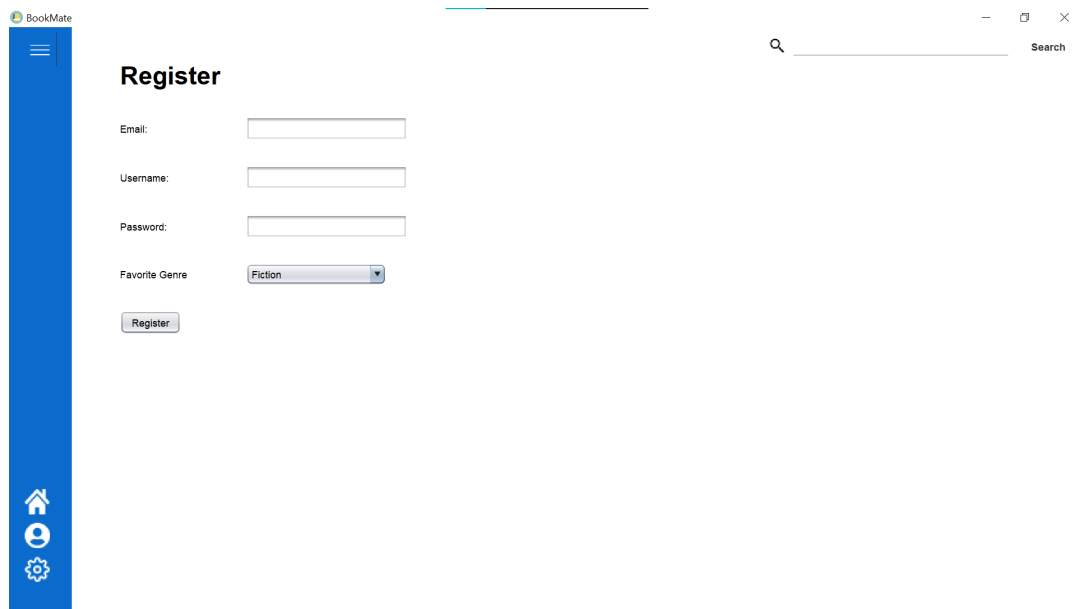 BookMate
Search
Register
Email:
Username:
Password:
Favorite Genre
Fiction
Register